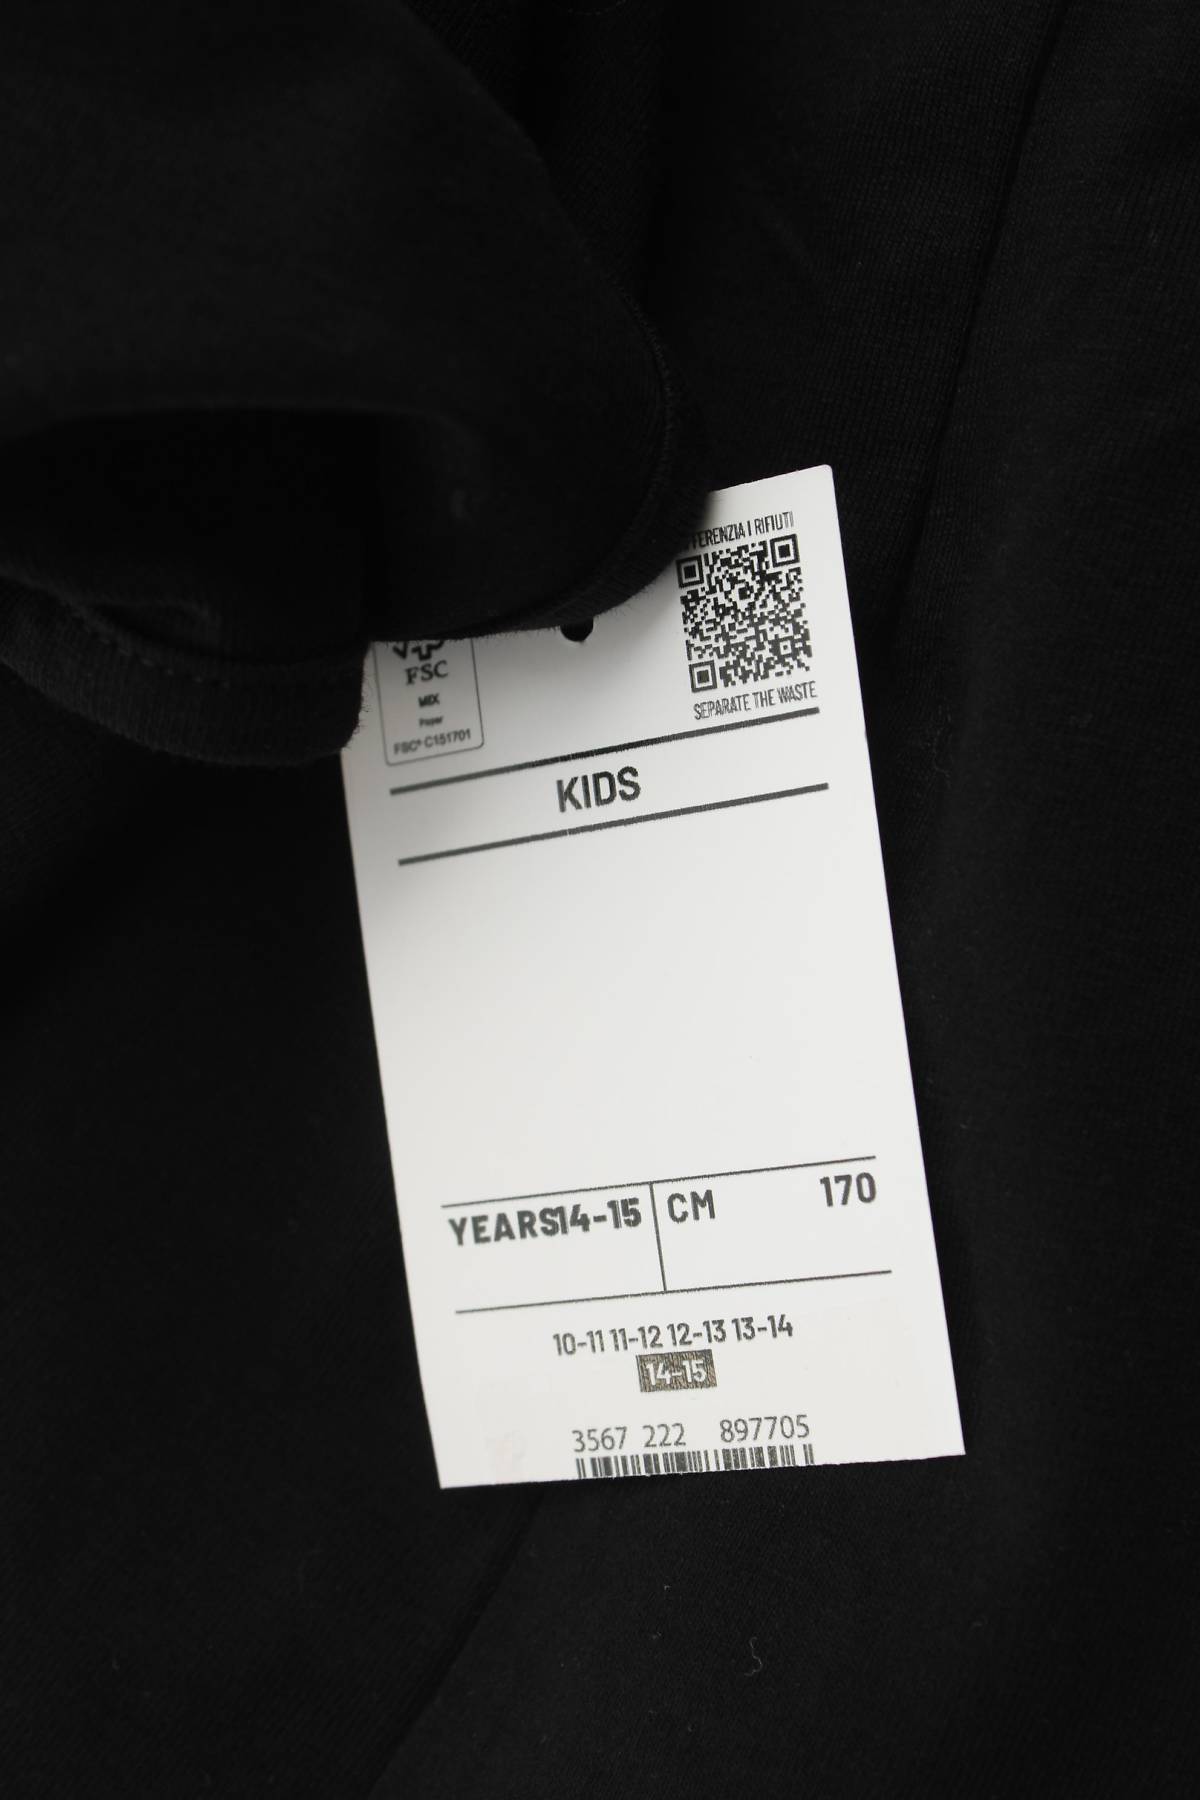 I RIFIUTI
FSC
MIX
Paper
FSC® C151701
SEPARATE THE WASTE
KIDS
YEARS14-15 CM 170
10-11 11-12 12-13 13-14
14-15
3567 222 897705